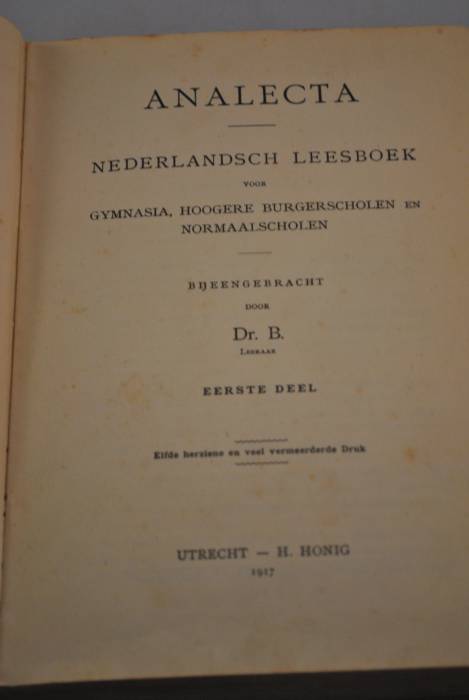 ANALECTA
NEDERLANDSCH LEESBOEK
VOOR
GYMNASIA, HOOGERE BURGERSCHOLEN EN
NORMAALSCHOLEN
BIJEENGEBRACHT
DOOR
Dr. B.
LEERAAR
EERSTE DEEL
Elfde herziene en veel vermeerderde Druk
UTRECHT — H. HONIG
1917